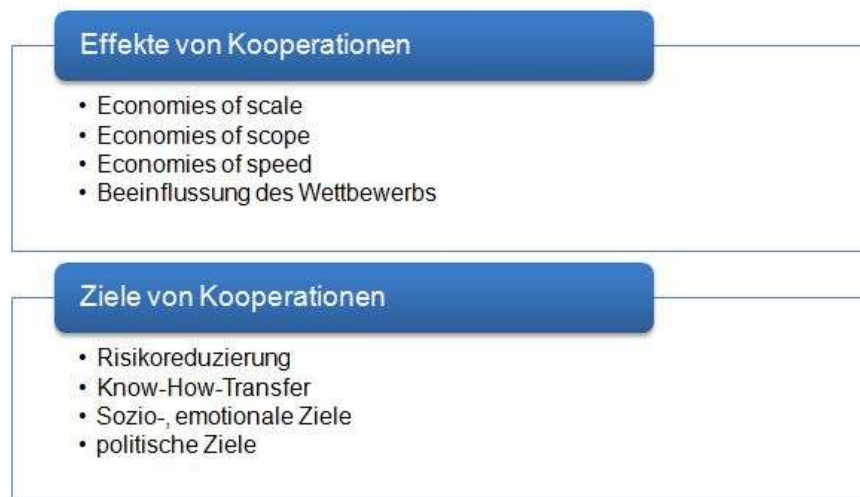 Effekte von Kooperationen
• Economies of scale
• Economies of scope
• Economies of speed
• Beeinflussung des Wettbewerbs
Ziele von Kooperationen
• Risikoreduzierung
• Know-How-Transfer
• Sozio-, emotionale Ziele
• politische Ziele